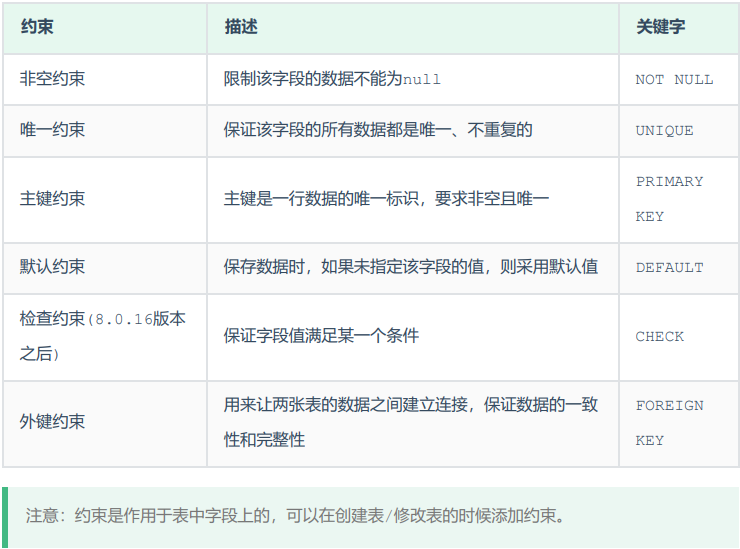 约束 描述 关键字
非空约束 限制该字段的数据不能为null NOT NULL
唯一约束 保证该字段的所有数据都是唯一、不重复的 UNIQUE
主键约束 主键是一行数据的唯一标识，要求非空且唯一 PRIMARY
KEY
默认约束 保存数据时，如果未指定该字段的值，则采用默认值 DEFAULT
检查约束(8.0.16版本
之后) 保证字段值满足某一个条件 CHECK
外键约束 用来让两张表的数据之间建立连接，保证数据的一致
性和完整性 FOREIGN
KEY
注意：约束是作用于表中字段上的，可以在创建表/修改表的时候添加约束。